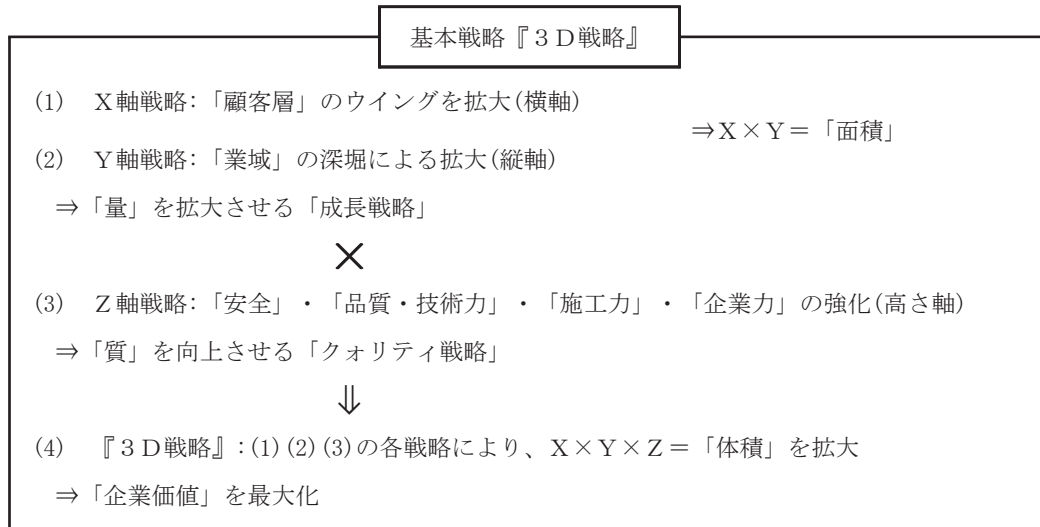 基本戦略『３Ｄ戦略』
(1)　Ｘ軸戦略：「顧客層」のウイングを拡大(横軸)
⇒Ｘ×Ｙ＝「面積」
(2)　Ｙ軸戦略：「業域」の深堀による拡大(縦軸)
⇒「量」を拡大させる「成長戦略」
×
(3)　Ｚ軸戦略：「安全」・「品質・技術力」・「施工力」・「企業力」の強化(高さ軸)
⇒「質」を向上させる「クォリティ戦略」
⇓
(4)　『３Ｄ戦略』：(1)(2)(3)の各戦略により、Ｘ×Ｙ×Ｚ＝「体積」を拡大
⇒「企業価値」を最大化